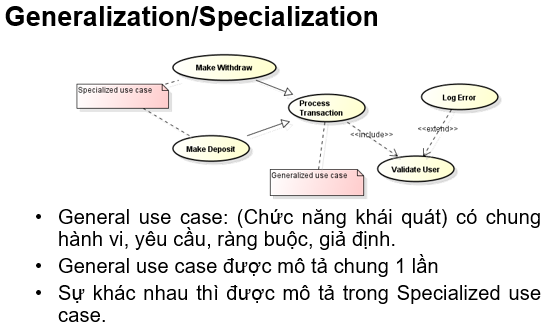 Generalization/Specialization
Make Withdraw
Specialized use case
Process
Transaction
Log Error
<<include>>
<<extend>>
Make Deposit
Validate User
Generalized use case
• General use case: (Chức năng khái quát) có chung
hành vi, yêu cầu, ràng buộc, giả định.
• General use case được mô tả chung 1 lần
• Sự khác nhau thì được mô tả trong Specialized use
case.